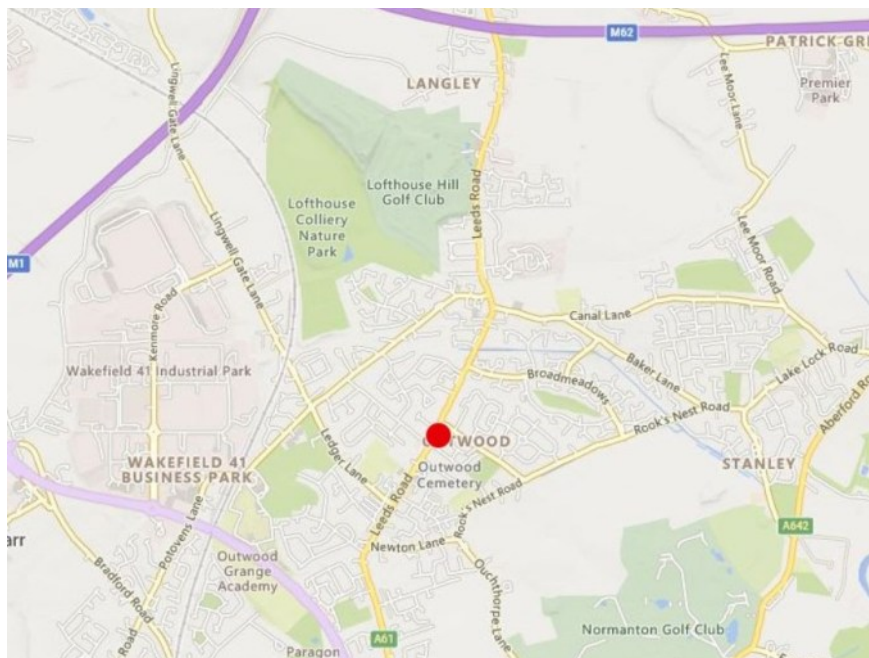 M62
PATRICK GRE
Premier
Park
LANGLEY
Lee Moor Lane
Lingwell Gate Lane
Lofthouse Hill
Golf Club
Lofthouse
Colliery
Nature
Park
Leeds Road
Lee Moor Road
M1
Lingwell Gate Lane
Kenmore Road
Canal Lane
Baker Lane
Wakefield 41 Industrial Park
Broadmeadows
Lake Lock Road
Rook's Nest Road
Aberford Ro
Ledger Lane
WAKEFIELD 41
BUSINESS PARK
Outwood
Cemetery
STANLEY
Leeds Road
Rook's Nest Road
Potovens Lane
A642
arr
Newton Lane
Bradford Road
Outwood
Grange
Academy
Ouchthorpe Lane
Normanton Golf Club
Road
A61
Paragon